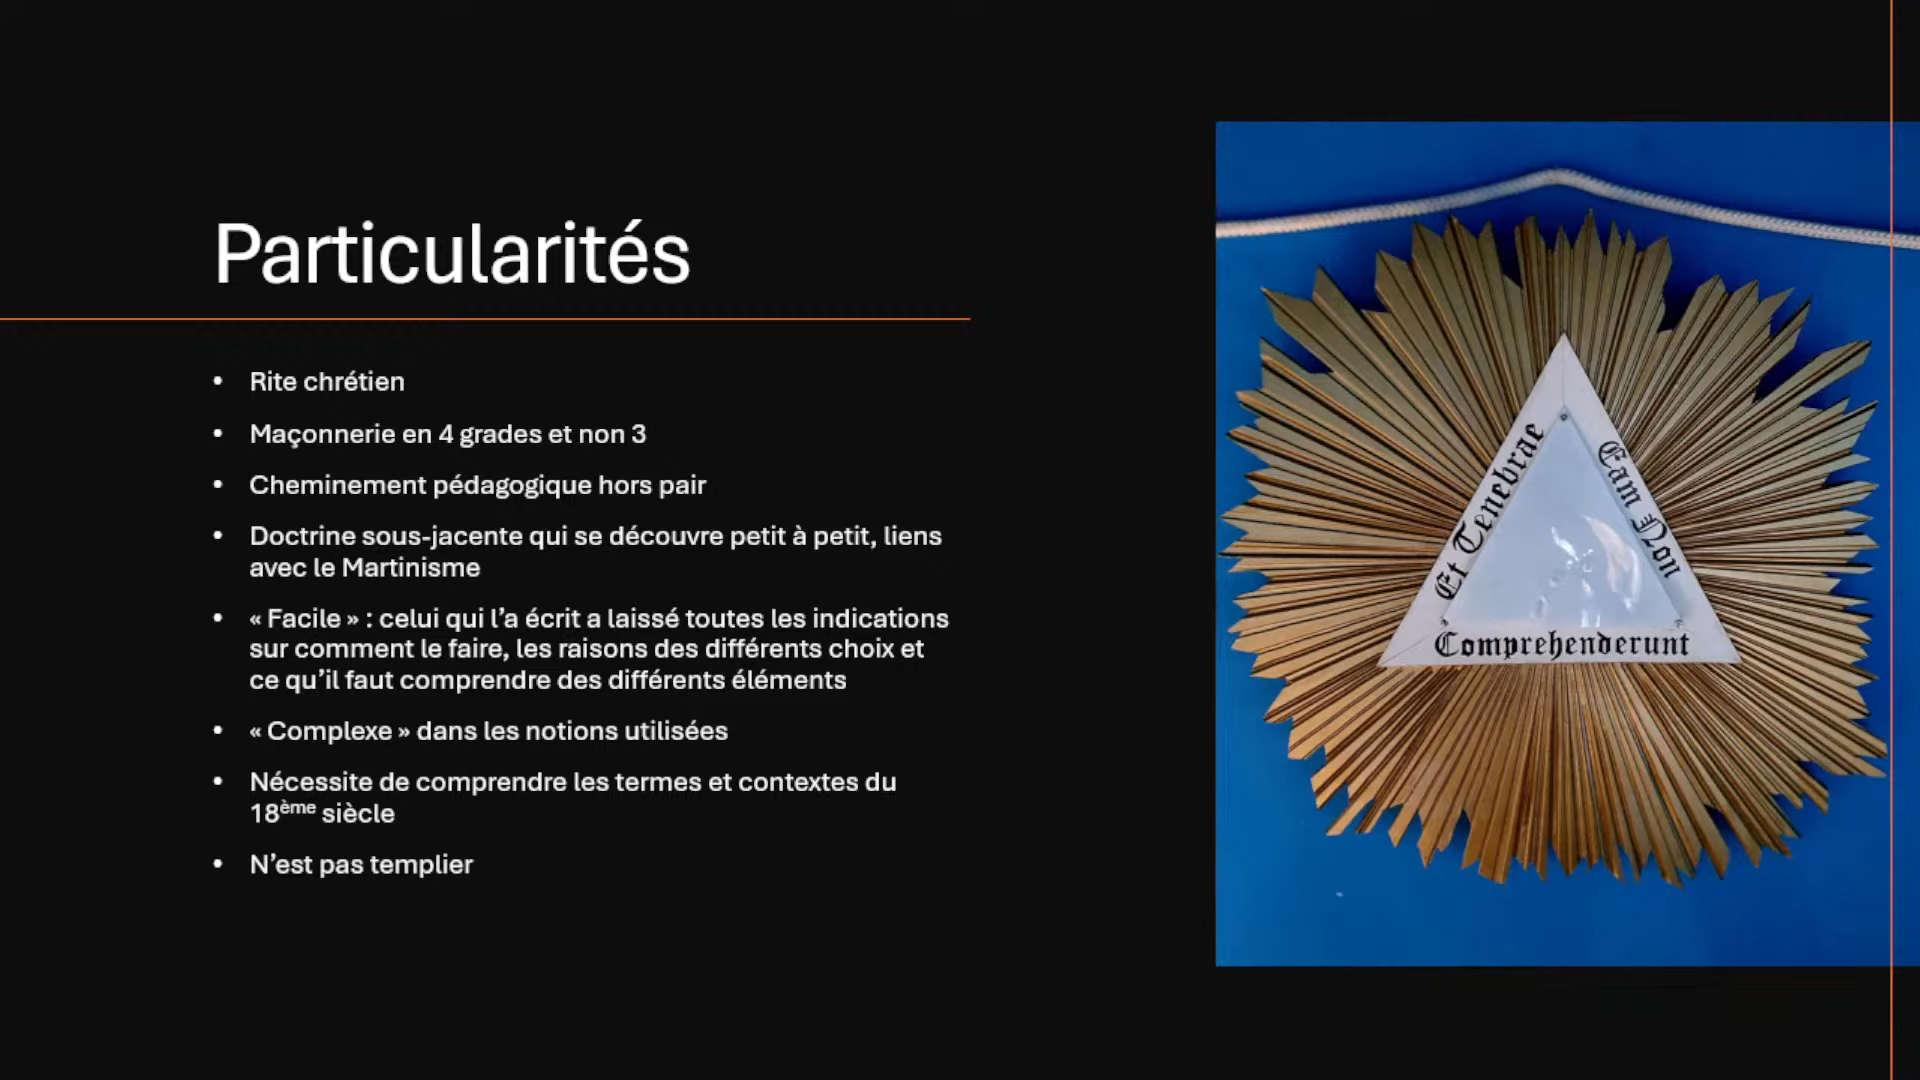 Particularités
• Rite chrétien
• Maçonnerie en 4 grades et non 3
• Cheminement pédagogique hors pair
• Doctrine sous-jacente qui se découvre petit à petit, liens
avec le Martinisme
• « Facile » : celui qui l’a écrit a laissé toutes les indications
sur comment le faire, les raisons des différents choix et
ce qu’il faut comprendre des différents éléments
• « Complexe » dans les notions utilisées
• Nécessite de comprendre les termes et contextes du
18ème siècle
• N’est pas templier
Et Tenebrae
Eam Non
Comprehenderunt